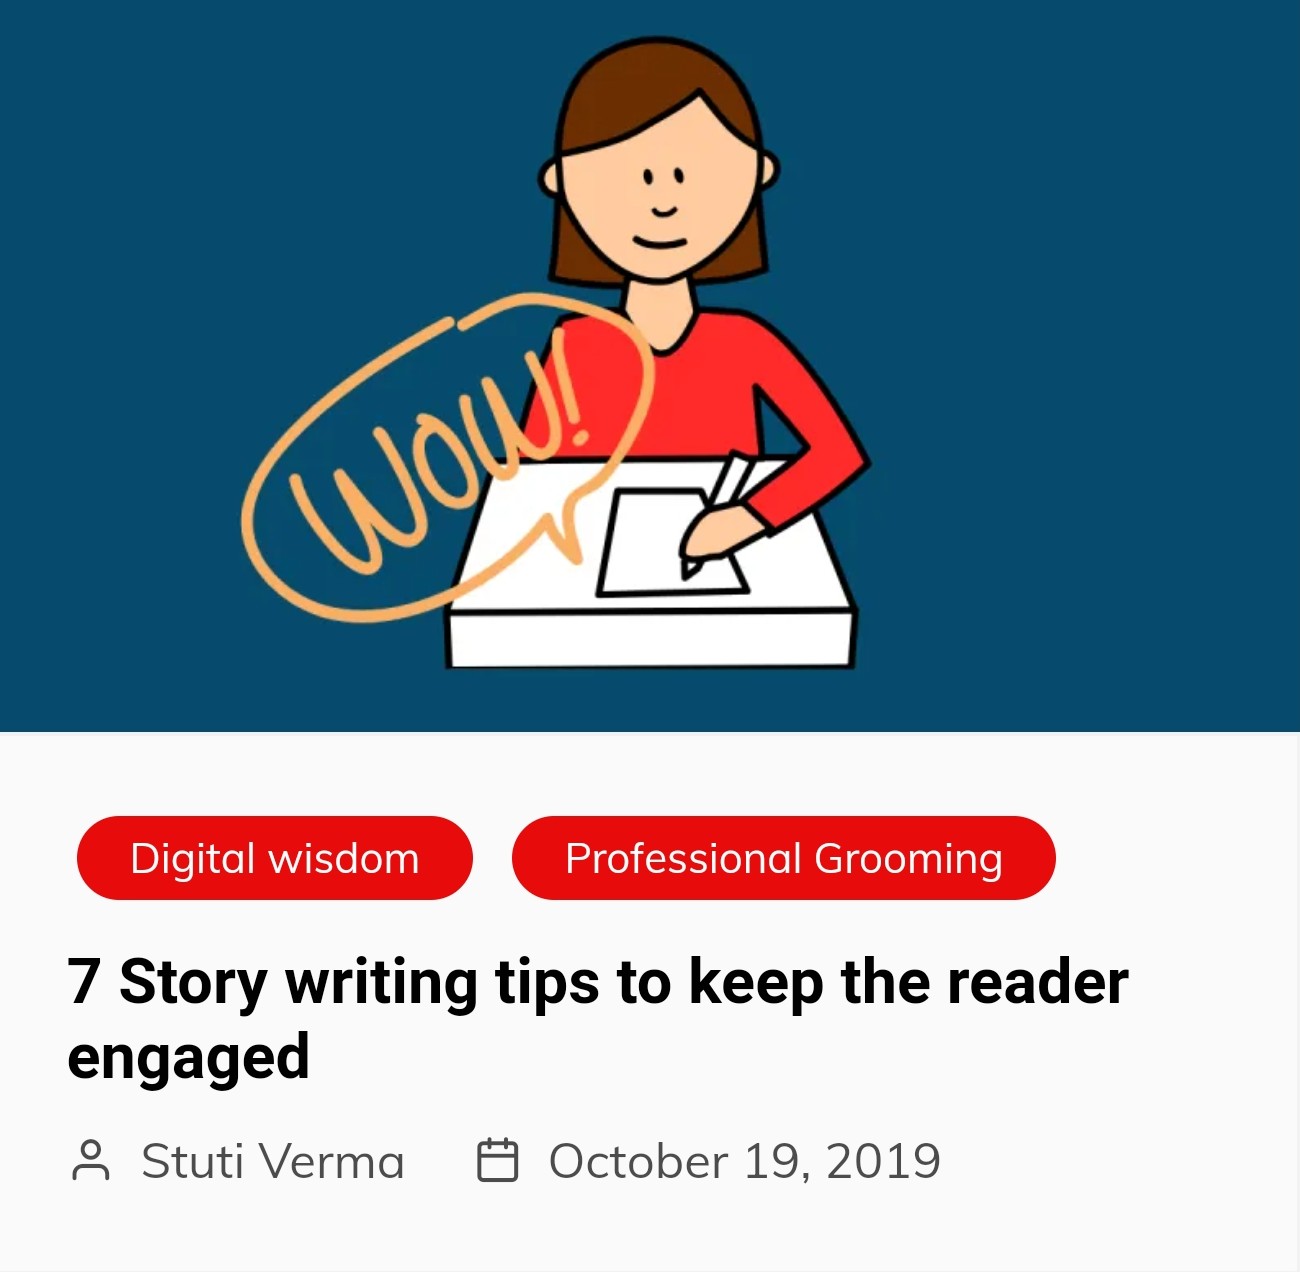 Wow!
Digital wisdom
Professional Grooming
7 Story writing tips to keep the reader
engaged
Stuti Verma
October 19, 2019